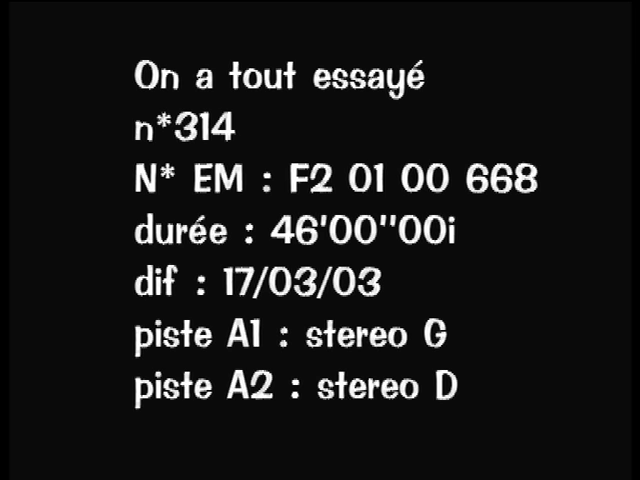 On a tout essayé
n*314
N* EM : F2 01 00 668
durée : 46'00"00i
dif : 17/03/03
piste A1 : stereo G
piste A2 : stereo D